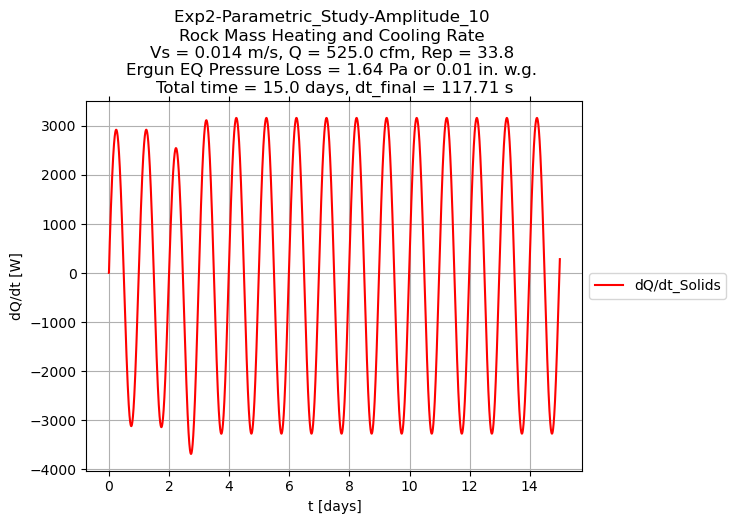 Exp2-Parametric_Study-Amplitude_10
Rock Mass Heating and Cooling Rate
Vs = 0.014 m/s, Q = 525.0 cfm, Rep = 33.8
Ergun EQ Pressure Loss = 1.64 Pa or 0.01 in. w.g.
Total time = 15.0 days, dt_final = 117.71 s
3000
2000
1000
0
−1000
−2000
−3000
−4000
dQ/dt [W]
0 2 4 6 8 10 12 14
t [days]
dQ/dt_Solids